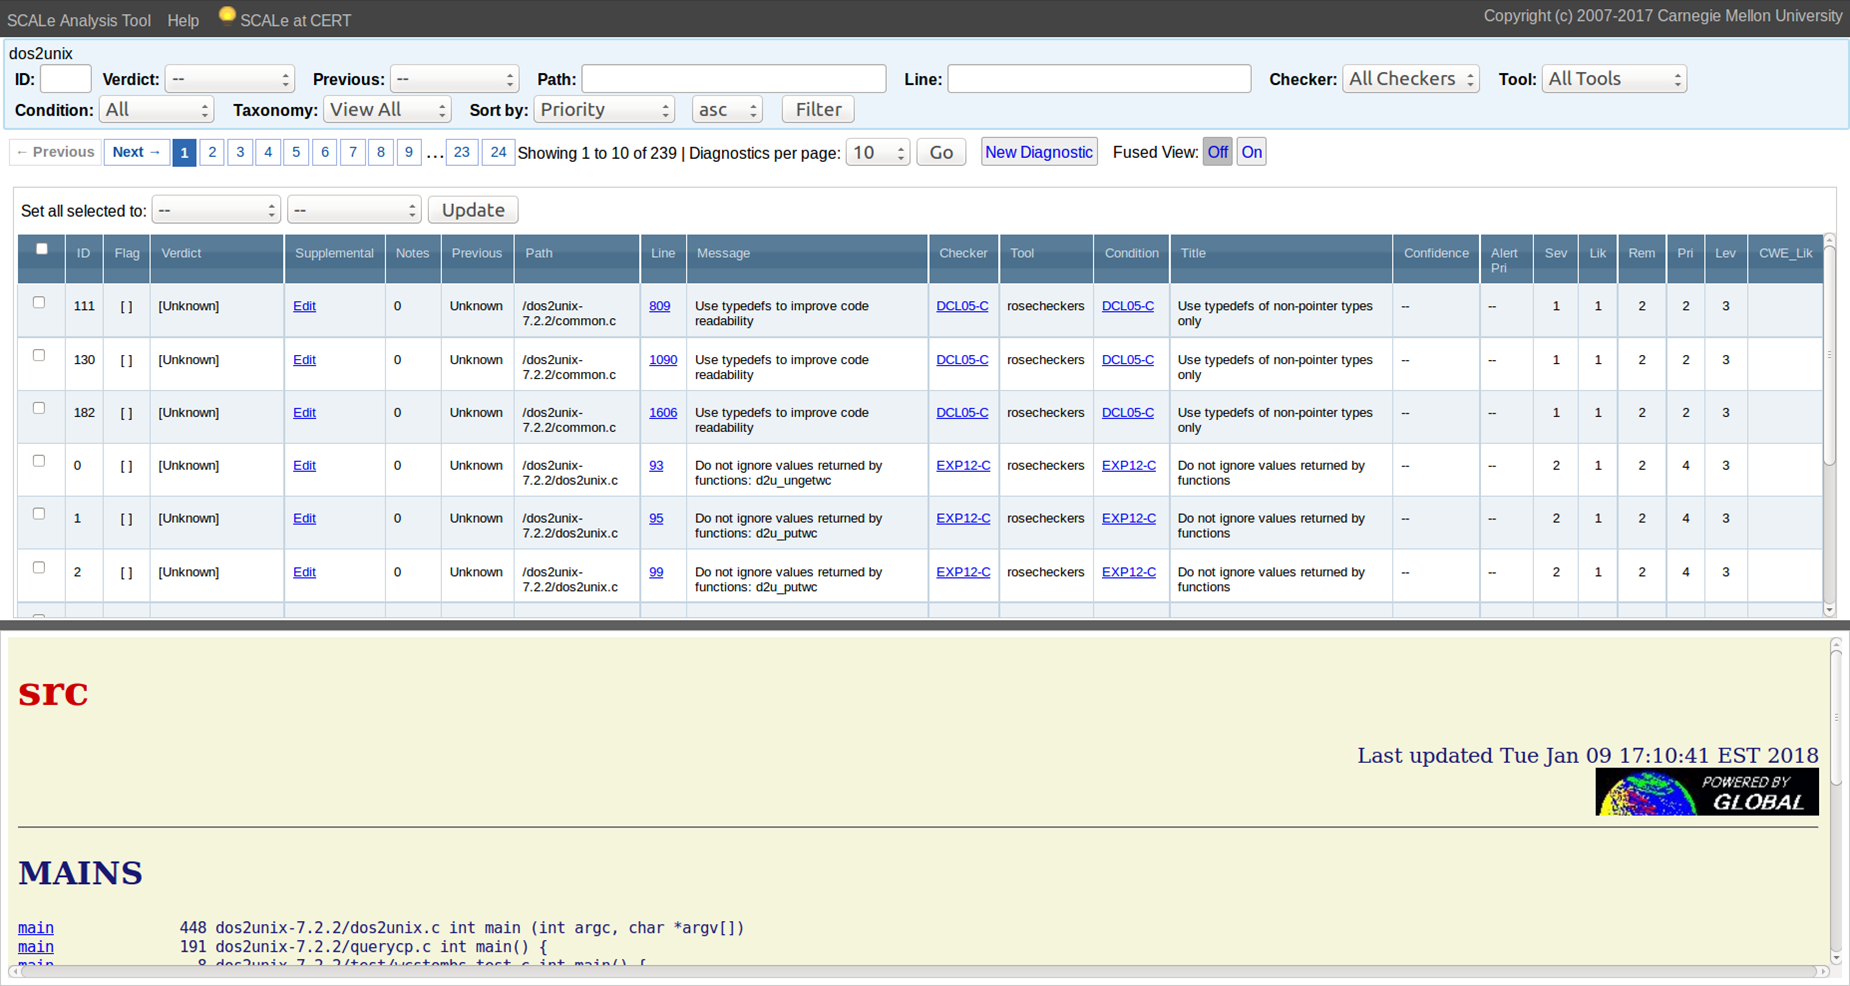 SCALe Analysis Tool Help SCALe at CERT Copyright (c) 2007-2017 Carnegie Mellon University
dos2unix
ID: Verdict: -- Previous: -- Path: Line: Checker: All Checkers Tool: All Tools
Condition: All Taxonomy: View All Sort by: Priority asc Filter
← Previous Next → 1 2 3 4 5 6 7 8 9 ... 23 24 Showing 1 to 10 of 239 | Diagnostics per page: 10 Go New Diagnostic Fused View: Off On
Set all selected to: -- -- Update
ID Flag Verdict Supplemental Notes Previous Path Line Message Checker Tool Condition Title Confidence Alert Sev Lik Rem Pri Lev CWE_Lik
Pri
111 [ ] [Unknown] Edit 0 Unknown /dos2unix- 809 Use typedefs to improve code DCL05-C rosecheckers DCL05-C Use typedefs of non-pointer types -- -- 1 1 2 2 3
7.2.2/common.c readability only
130 [ ] [Unknown] Edit 0 Unknown /dos2unix- 1090 Use typedefs to improve code DCL05-C rosecheckers DCL05-C Use typedefs of non-pointer types -- -- 1 1 2 2 3
7.2.2/common.c readability only
182 [ ] [Unknown] Edit 0 Unknown /dos2unix- 1606 Use typedefs to improve code DCL05-C rosecheckers DCL05-C Use typedefs of non-pointer types -- -- 1 1 2 2 3
7.2.2/common.c readability only
0 [ ] [Unknown] Edit 0 Unknown /dos2unix- 93 Do not ignore values returned by EXP12-C rosecheckers EXP12-C Do not ignore values returned by -- -- 2 1 2 4 3
7.2.2/dos2unix.c functions: d2u_ungetwc functions
1 [ ] [Unknown] Edit 0 Unknown /dos2unix- 95 Do not ignore values returned by EXP12-C rosecheckers EXP12-C Do not ignore values returned by -- -- 2 1 2 4 3
7.2.2/dos2unix.c functions: d2u_putwc functions
2 [ ] [Unknown] Edit 0 Unknown /dos2unix- 99 Do not ignore values returned by EXP12-C rosecheckers EXP12-C Do not ignore values returned by -- -- 2 1 2 4 3
7.2.2/dos2unix.c functions: d2u_putwc functions
src
Last updated Tue Jan 09 17:10:41 EST 2018
POWERED BY
GLOBAL
MAINS
main 448 dos2unix-7.2.2/dos2unix.c int main (int argc, char *argv[])
main 191 dos2unix-7.2.2/querycp.c int main() {
main 8 dos2unix-7.2.2/test/wcstombs_test.c int main() {